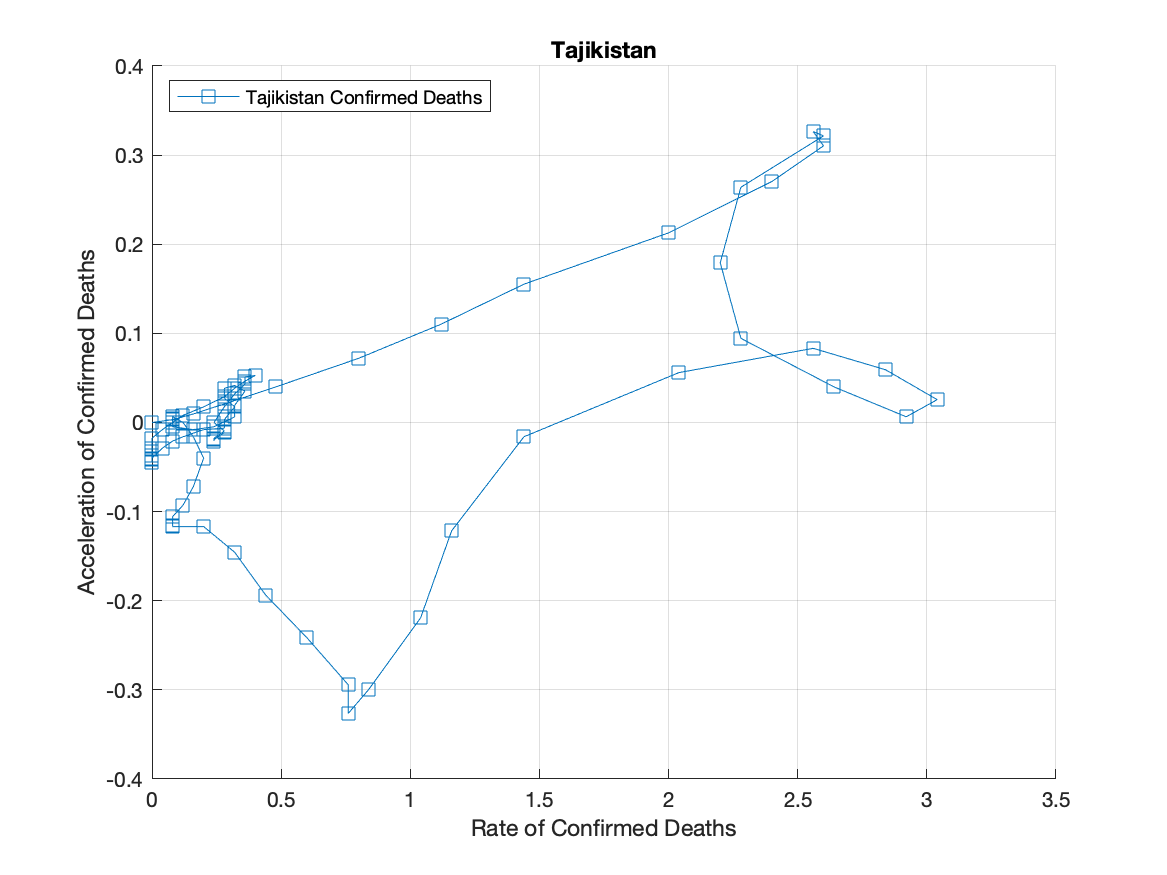 Tajikistan
Tajikistan Confirmed Deaths
0.4
0.3
0.2
0.1
0
-0.1
-0.2
-0.3
-0.4
Acceleration of Confirmed Deaths
0 0.5 1 1.5 2 2.5 3 3.5
Rate of Confirmed Deaths